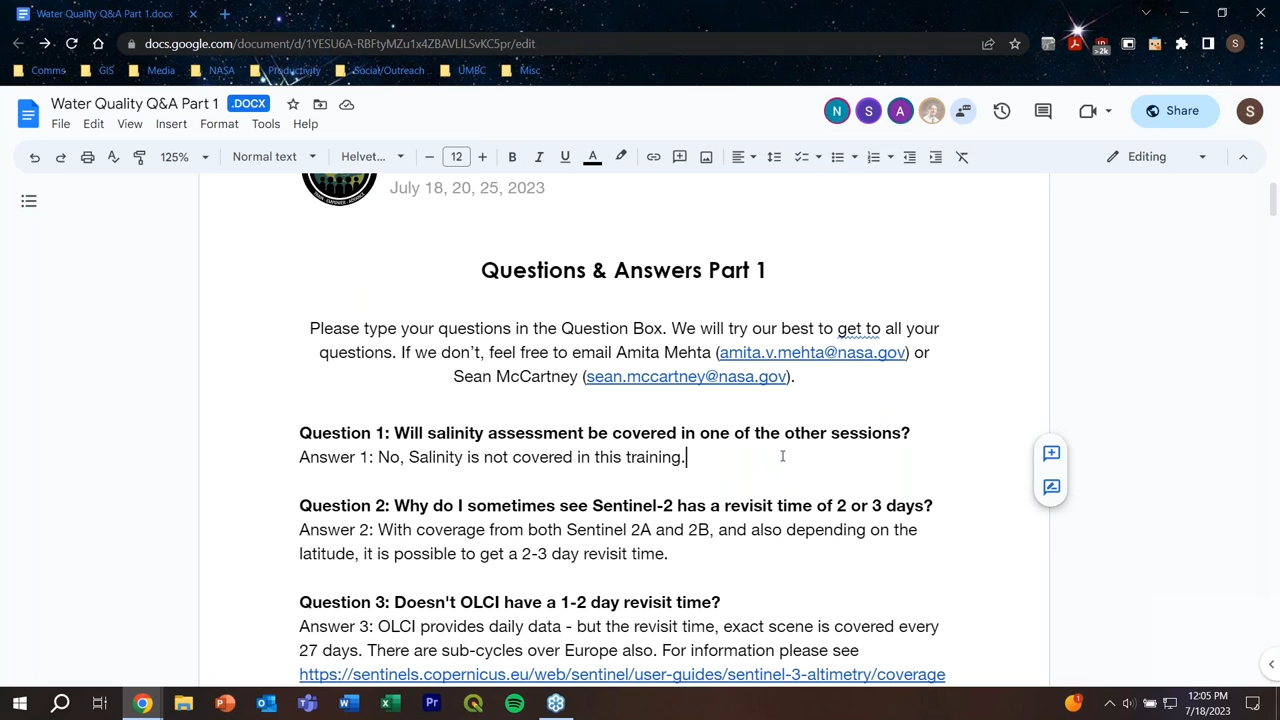 Water Quality Q&A Part 1.docx
docs.google.com/document/d/1YESU6A-RBFtyMZu1x4ZBAVLlLSvKC5pr/edit
>2k
S
Comms
GIS
Media
NASA
Productivity
Social/Outreach
UMBC
Misc
Water Quality Q&A Part 1 .DOCX
N S A
Share
S
File Edit View Insert Format Tools Help
125% Normal text Helvet... 12 B I U A Editing
July 18, 20, 25, 2023
Questions & Answers Part 1
Please type your questions in the Question Box. We will try our best to get to all your
questions. If we don’t, feel free to email Amita Mehta (amita.v.mehta@nasa.gov) or
Sean McCartney (sean.mccartney@nasa.gov).
Question 1: Will salinity assessment be covered in one of the other sessions?
Answer 1: No, Salinity is not covered in this training.
Question 2: Why do I sometimes see Sentinel-2 has a revisit time of 2 or 3 days?
Answer 2: With coverage from both Sentinel 2A and 2B, and also depending on the
latitude, it is possible to get a 2-3 day revisit time.
Question 3: Doesn't OLCI have a 1-2 day revisit time?
Answer 3: OLCI provides daily data - but the revisit time, exact scene is covered every
27 days. There are sub-cycles over Europe also. For information please see
https://sentinels.copernicus.eu/web/sentinel/user-guides/sentinel-3-altimetry/coverage
Pr
1
12:05 PM
7/18/2023